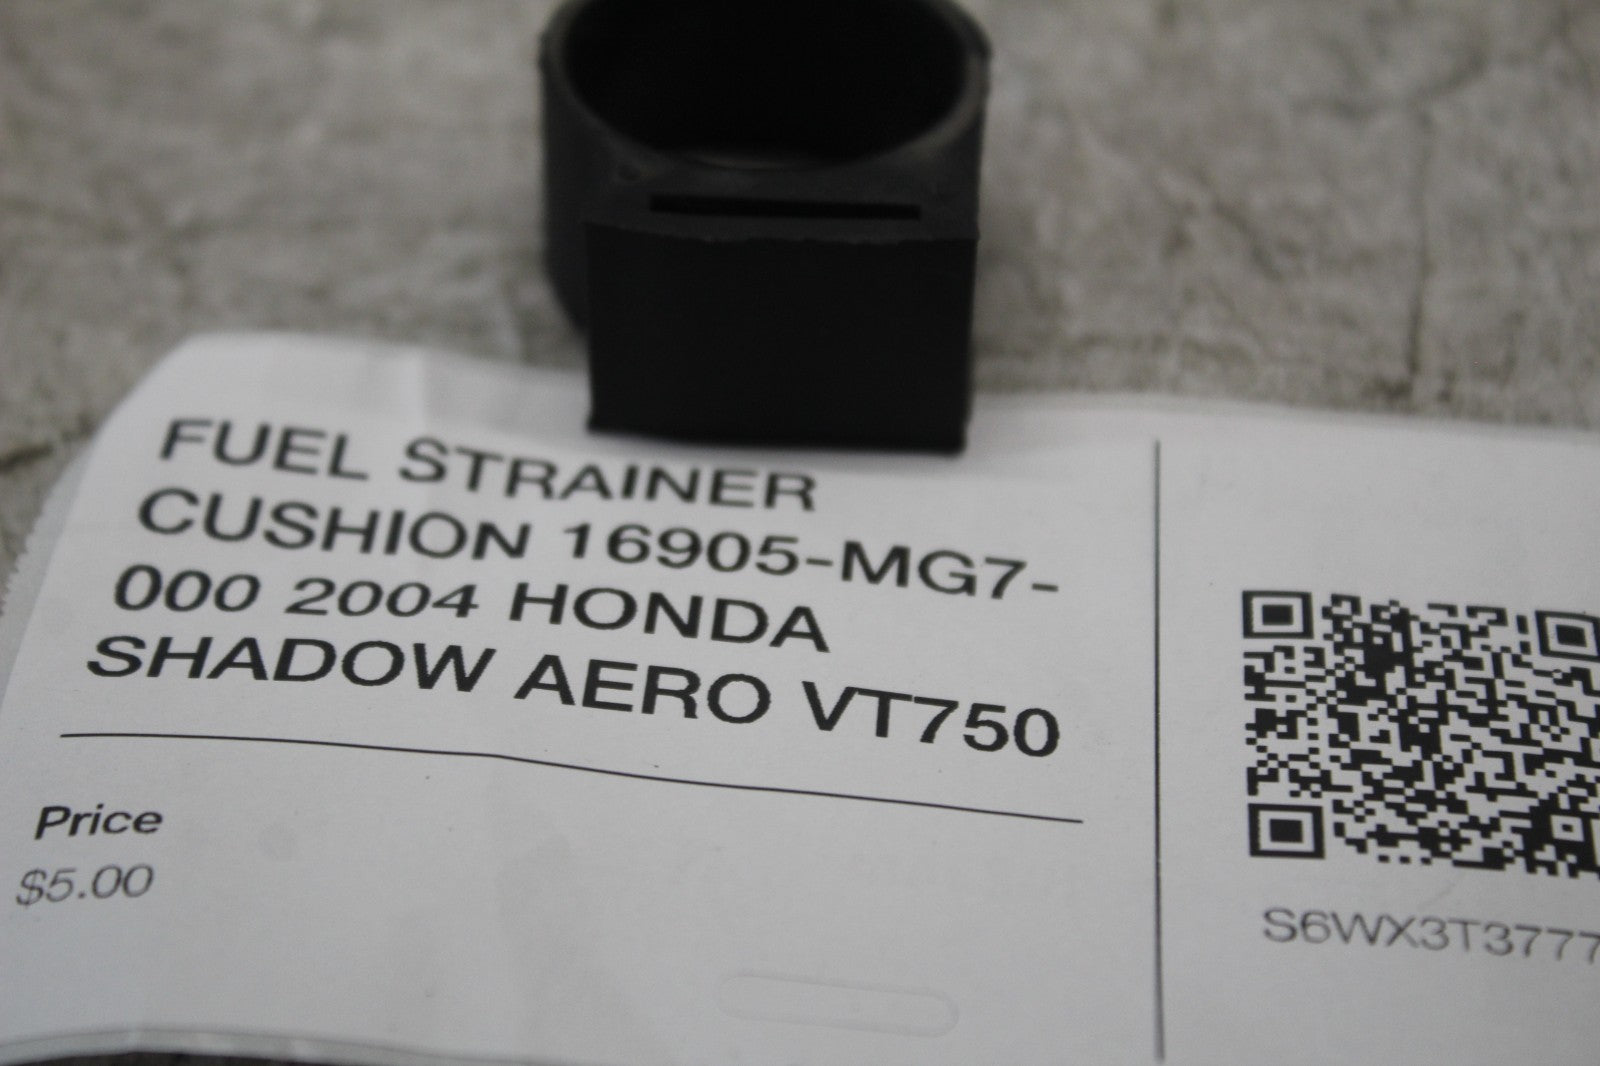 FUEL STRAINER
CUSHION 16905-MG7-
000 2004 HONDA
SHADOW AERO VT750
Price
$5.00
S6WX3T3777